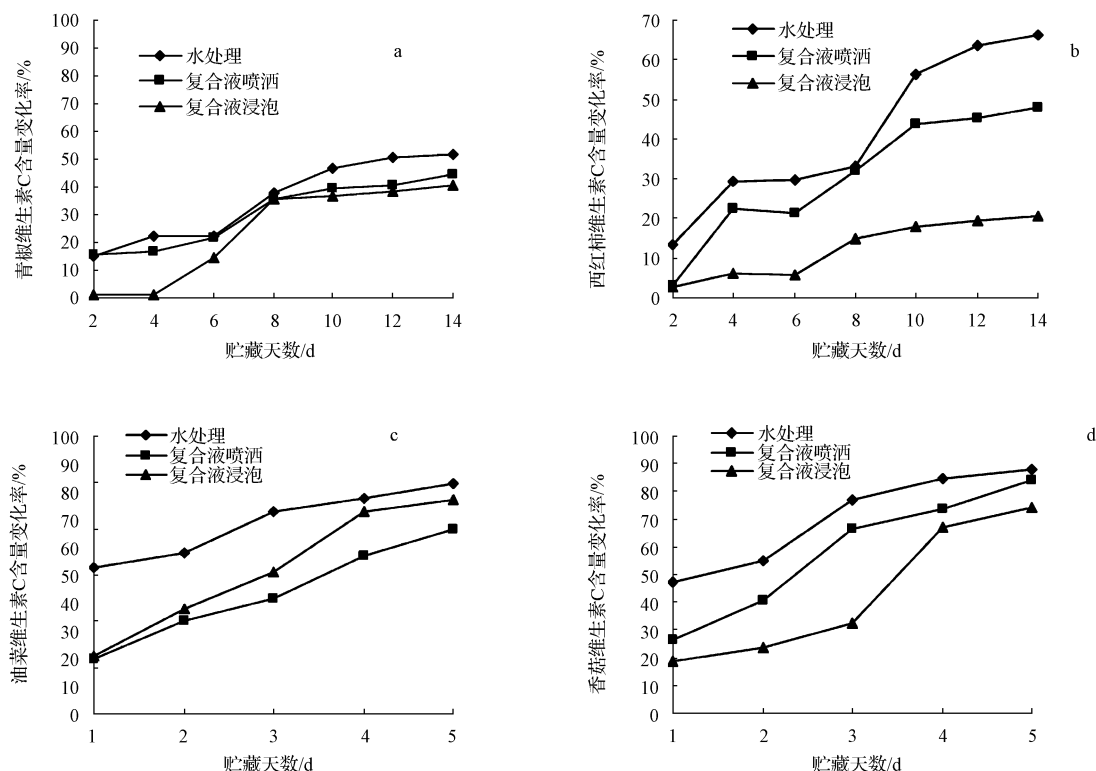 青椒维生素C含量变化率/%
100
90
80
70
60
50
40
30
20
10
0
水处理
复合液喷洒
复合液浸泡
a
2 4 6 8 10 12 14
贮藏天数/d
西红柿维生素C含量变化率/%
70
60
50
40
30
20
10
0
水处理
复合液喷洒
复合液浸泡
b
2 4 6 8 10 12 14
贮藏天数/d
油菜维生素C含量变化率/%
100
90
80
70
60
50
40
30
20
10
0
水处理
复合液喷洒
复合液浸泡
c
1 2 3 4 5
贮藏天数/d
香菇维生素C含量变化率/%
100
90
80
70
60
50
40
30
20
10
0
水处理
复合液喷洒
复合液浸泡
d
1 2 3 4 5
贮藏天数/d